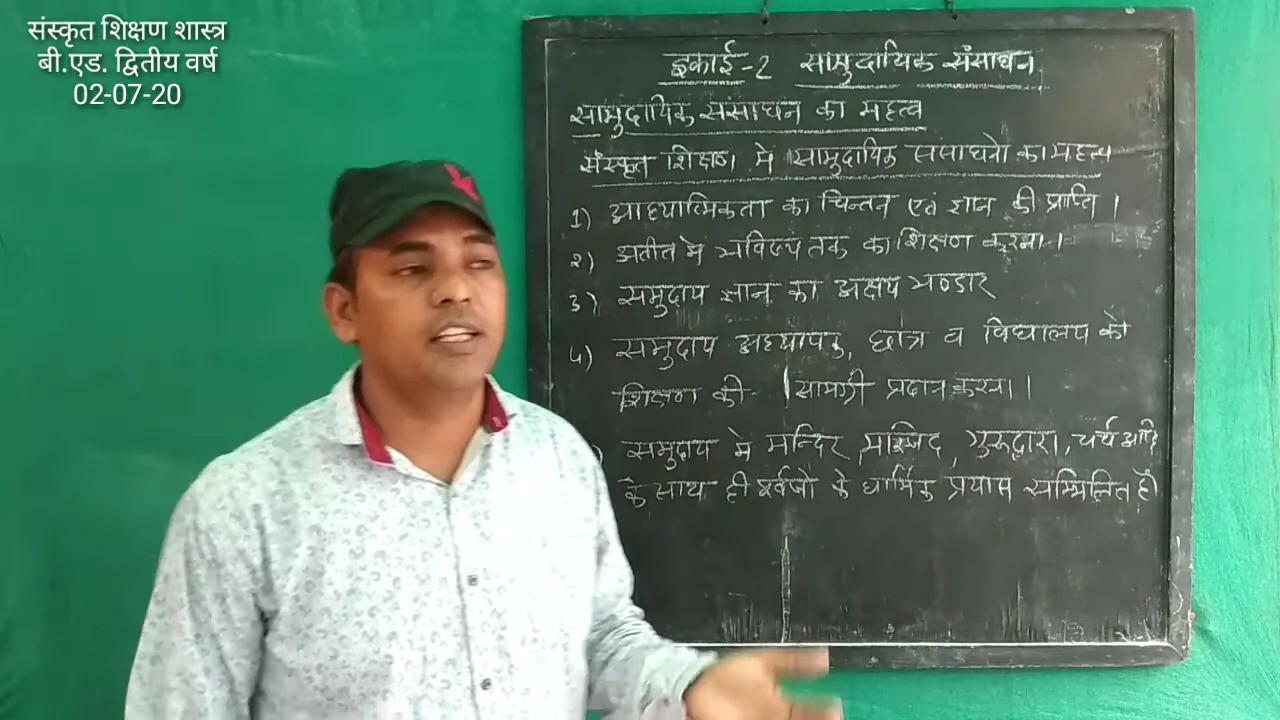 संस्कृत शिक्षण शास्त्र
बी.एड. द्वितीय वर्ष
02-07-20
इकाई-2 सामुदायिक संसाधन
सामुदायिक संसाधन का महत्व
संस्कृत शिक्षण में सामुदायिक संसाधनो का महत्व
1) आध्यात्मिकता का चिन्तन एवं ज्ञान की प्राप्ति ।
2) अतीत से भविष्य तक का शिक्षण करना ।
3) समुदाय ज्ञान का अक्षय भण्डार
4) समुदाय अध्यापक, छात्र व विद्यालय को
शिक्षण की सामग्री प्रदान करना ।
) समुदाय मे मन्दिर, मस्जिद, गुरूद्वारा, चर्च आदि
के साथ ही पूर्वजो के धार्मिक प्रयास सम्मिलित है